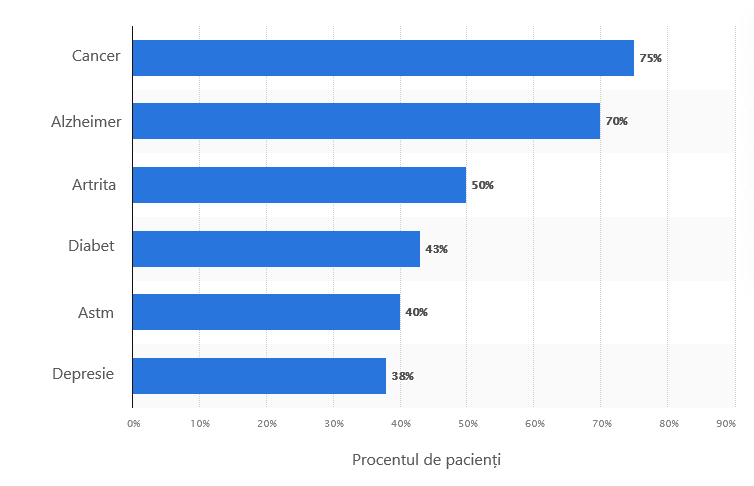 Cancer 75%
Alzheimer 70%
Artrita 50%
Diabet 43%
Astm 40%
Depresie 38%
0% 10% 20% 30% 40% 50% 60% 70% 80% 90%
Procentul de pacienți